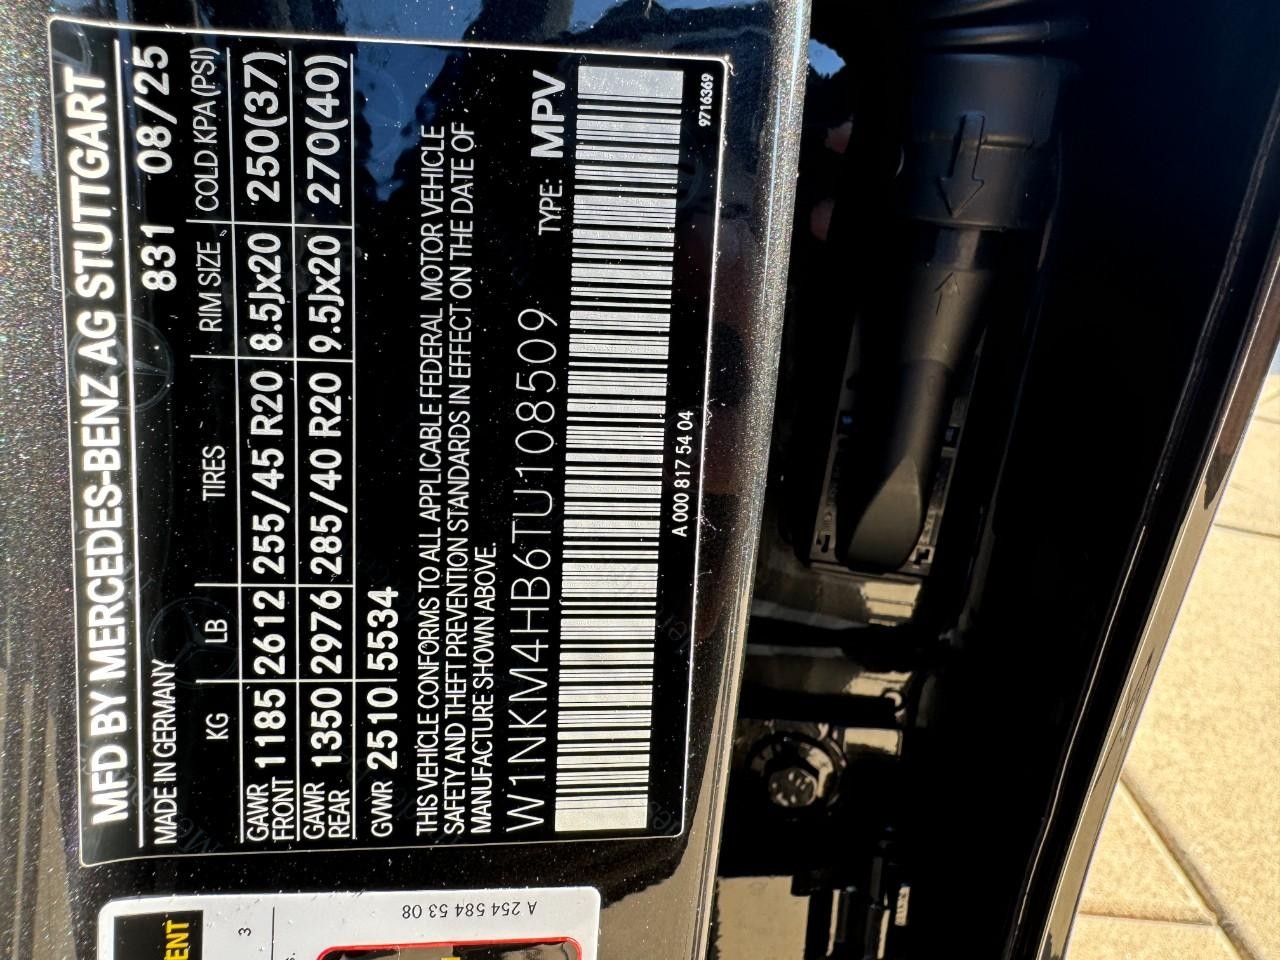 MFD BY MERCEDES-BENZ AG STUTTGART
MADE IN GERMANY 831 08/25
KG LB TIRES RIM SIZE COLD KPA (PSI)
GAWR FRONT 1185 2612 255/45 R20 8.5Jx20 250(37)
GAWR REAR 1350 2976 285/40 R20 9.5Jx20 270(40)
GVWR 2510 5534
THIS VEHICLE CONFORMS TO ALL APPLICABLE FEDERAL MOTOR VEHICLE
SAFETY AND THEFT PREVENTION STANDARDS IN EFFECT ON THE DATE OF
MANUFACTURE SHOWN ABOVE.
W1NKM4HB6TU108509 TYPE: MPV
A 000 817 54 04
9716369
A 254 584 53 08
3
ENT